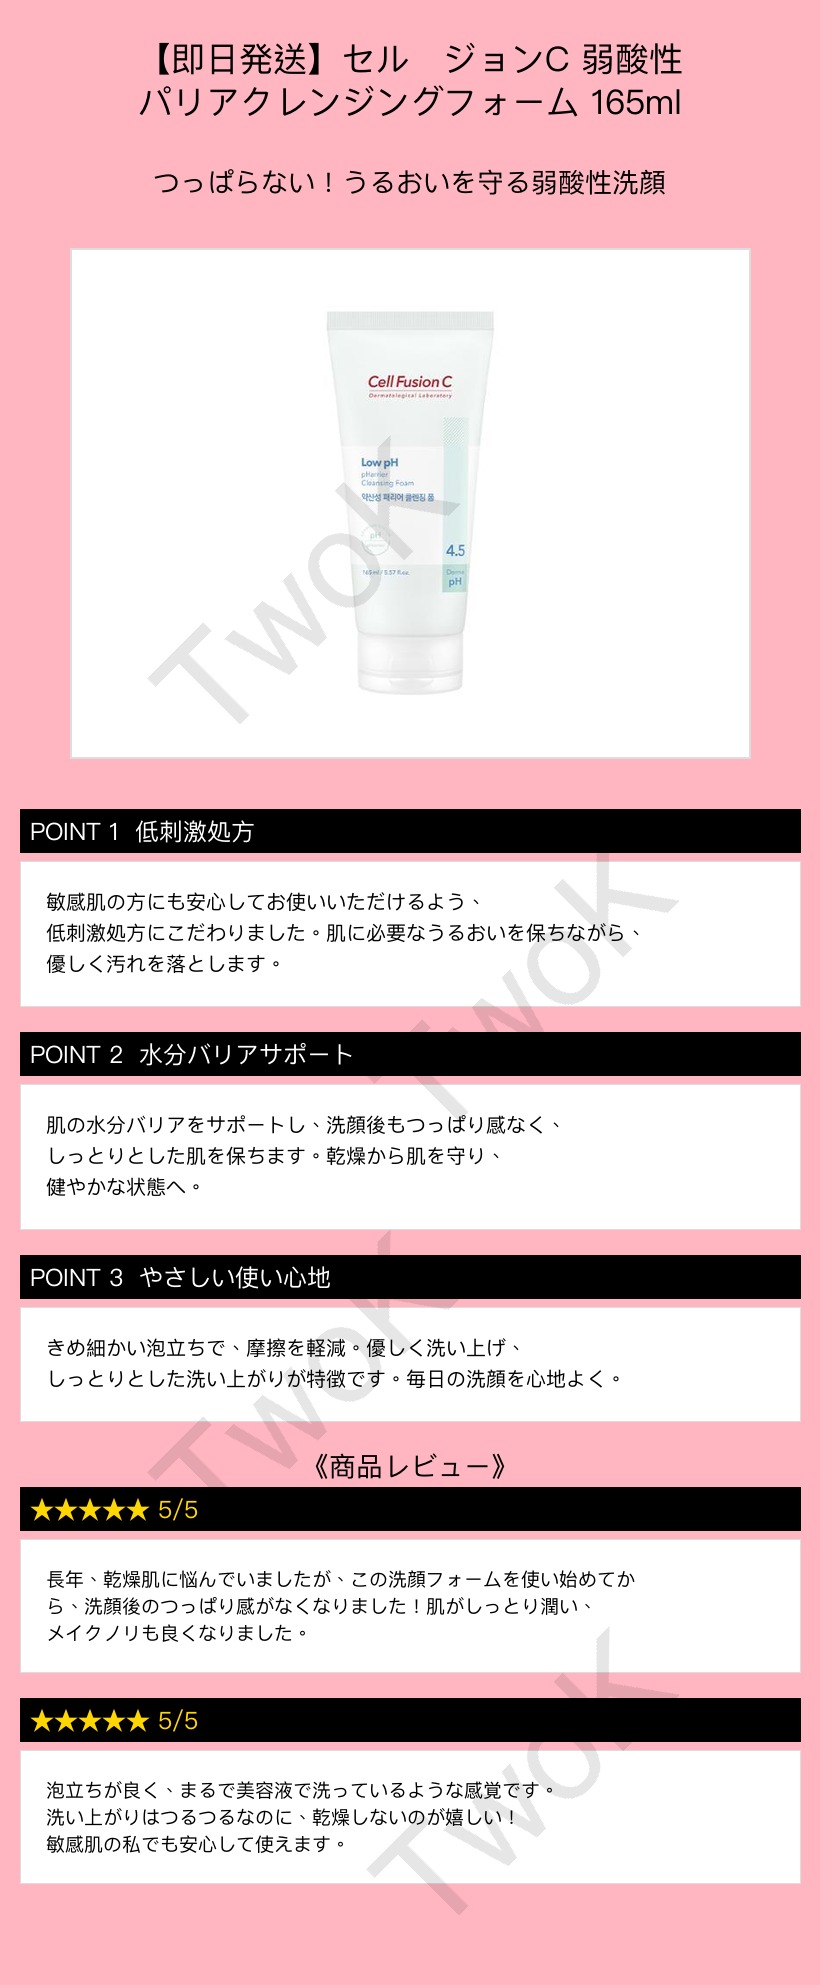 【即日発送】セル　ジョンC 弱酸性
パリアクレンジングフォーム 165ml
つっぱらない！うるおいを守る弱酸性洗顔
Cell Fusion C
Dermatological Laboratory
Low pH
pHarrier
Cleansing Foam
약산성 패리어 클렌징 폼
pH
165ml / 5.57 fl.oz.
4.5
Derma
pH
TwoK
POINT 1 低刺激処方
敏感肌の方にも安心してお使いいただけるよう、
低刺激処方にこだわりました。肌に必要なうるおいを保ちながら、
優しく汚れを落とします。
TwoK
POINT 2 水分バリアサポート
肌の水分バリアをサポートし、洗顔後もつっぱり感なく、
しっとりとした肌を保ちます。乾燥から肌を守り、
健やかな状態へ。
POINT 3 やさしい使い心地
きめ細かい泡立ちで、摩擦を軽減。優しく洗い上げ、
しっとりとした洗い上がりが特徴です。毎日の洗顔を心地よく。
TwoK
《商品レビュー》
★★★★★ 5/5
長年、乾燥肌に悩んでいましたが、この洗顔フォームを使い始めてか
ら、洗顔後のつっぱり感がなくなりました！肌がしっとり潤い、
メイクノリも良くなりました。
★★★★★ 5/5
泡立ちが良く、まるで美容液で洗っているような感覚です。
洗い上がりはつるつるなのに、乾燥しないのが嬉しい！
敏感肌の私でも安心して使えます。
TwoK